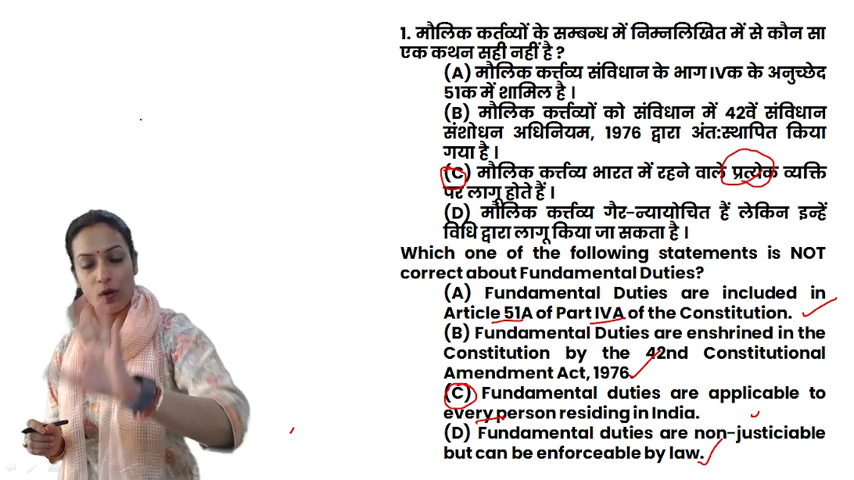 1. मौलिक कर्तव्यों के सम्बन्ध में निम्नलिखित में से कौन सा
एक कथन सही नहीं है ?
(A) मौलिक कर्त्तव्य संविधान के भाग IVक के अनुच्छेद
51क में शामिल है ।
(B) मौलिक कर्त्तव्यों को संविधान में 42वें संविधान
संशोधन अधिनियम, 1976 द्वारा अंत:स्थापित किया
गया है ।
(C) मौलिक कर्त्तव्य भारत में रहने वाले प्रत्येक व्यक्ति
पर लागू होते हैं ।
(D) मौलिक कर्त्तव्य गैर-न्यायोचित हैं लेकिन इन्हें
विधि द्वारा लागू किया जा सकता है ।
Which one of the following statements is NOT
correct about Fundamental Duties?
(A) Fundamental Duties are included in
Article 51A of Part IVA of the Constitution.
(B) Fundamental Duties are enshrined in the
Constitution by the 42nd Constitutional
Amendment Act, 1976.
(C) Fundamental duties are applicable to
every person residing in India.
(D) Fundamental duties are non-justiciable
but can be enforceable by law.